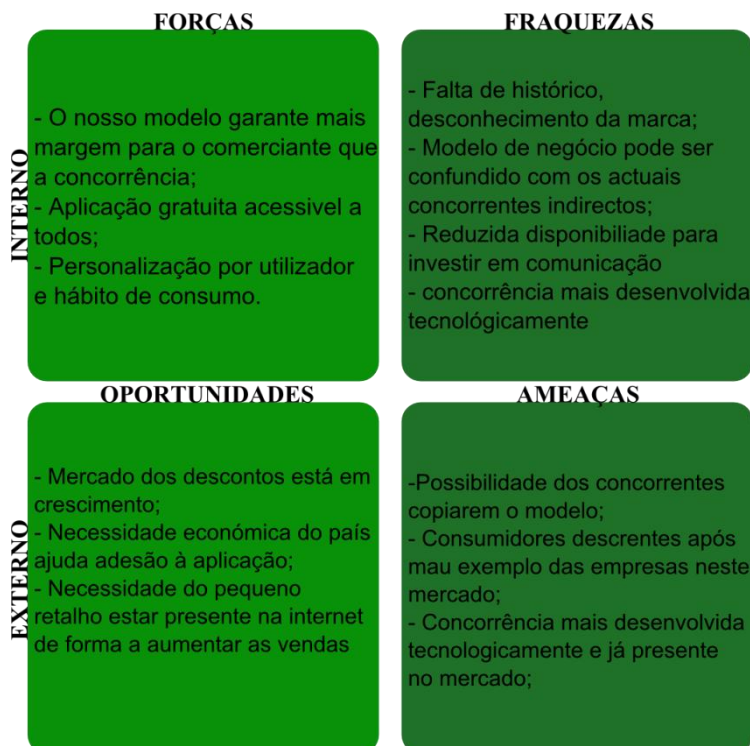 FORÇAS
INTERNO
- O nosso modelo garante mais
margem para o comerciante que
a concorrência;
- Aplicação gratuita acessivel a
todos;
- Personalização por utilizador
e hábito de consumo.
FRAQUEZAS
- Falta de histórico,
desconhecimento da marca;
- Modelo de negócio pode ser
confundido com os actuais
concorrentes indirectos;
- Reduzida disponibiliade para
investir em comunicação
- concorrência mais desenvolvida
tecnológicamente
OPORTUNIDADES
EXTERNO
- Mercado dos descontos está em
crescimento;
- Necessidade económica do país
ajuda adesão à aplicação;
- Necessidade do pequeno
retalho estar presente na internet
de forma a aumentar as vendas
AMEAÇAS
-Possibilidade dos concorrentes
copiarem o modelo;
- Consumidores descrentes após
mau exemplo das empresas neste
mercado;
- Concorrência mais desenvolvida
tecnologicamente e já presente
no mercado;